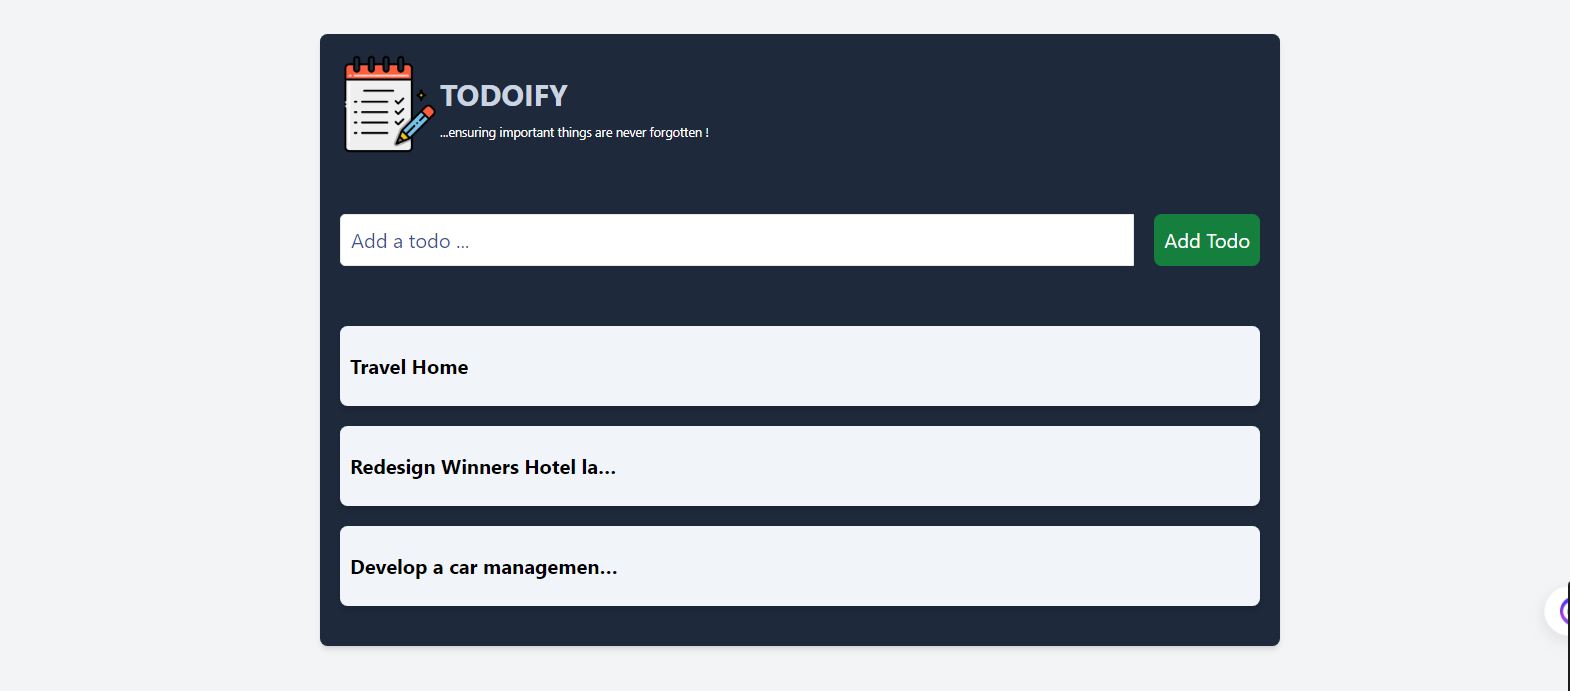 TODOIFY
...ensuring important things are never forgotten !
Add a todo ...
Add Todo
Travel Home
Redesign Winners Hotel la...
Develop a car managemen...